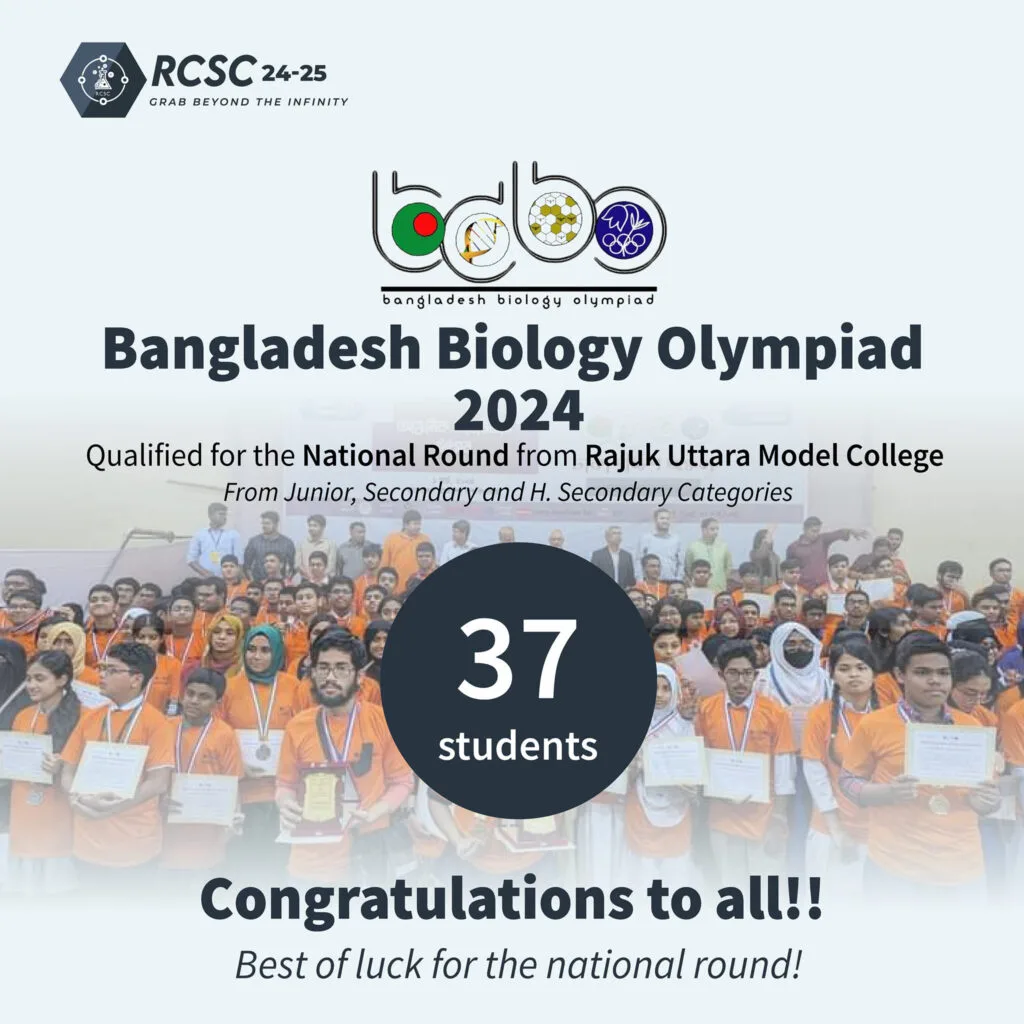 RCSC 24-25
GRAB BEYOND THE INFINITY
RCSC
bdbo
bangladesh biology olympiad
Bangladesh Biology Olympiad
2024
Qualified for the National Round from Rajuk Uttara Model College
From Junior, Secondary and H. Secondary Categories
37
students
Congratulations to all!!
Best of luck for the national round!